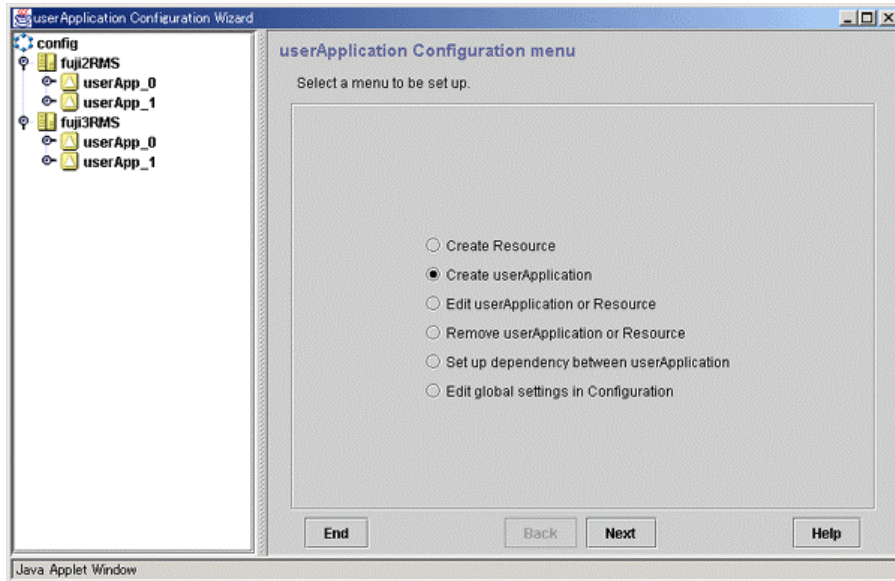 userApplication Configuration Wizard
config
fuji2RMS
userApp_0
userApp_1
fuji3RMS
userApp_0
userApp_1
userApplication Configuration menu
Select a menu to be set up.
Create Resource
Create userApplication
Edit userApplication or Resource
Remove userApplication or Resource
Set up dependency between userApplication
Edit global settings in Configuration
End Back Next Help
Java Applet Window